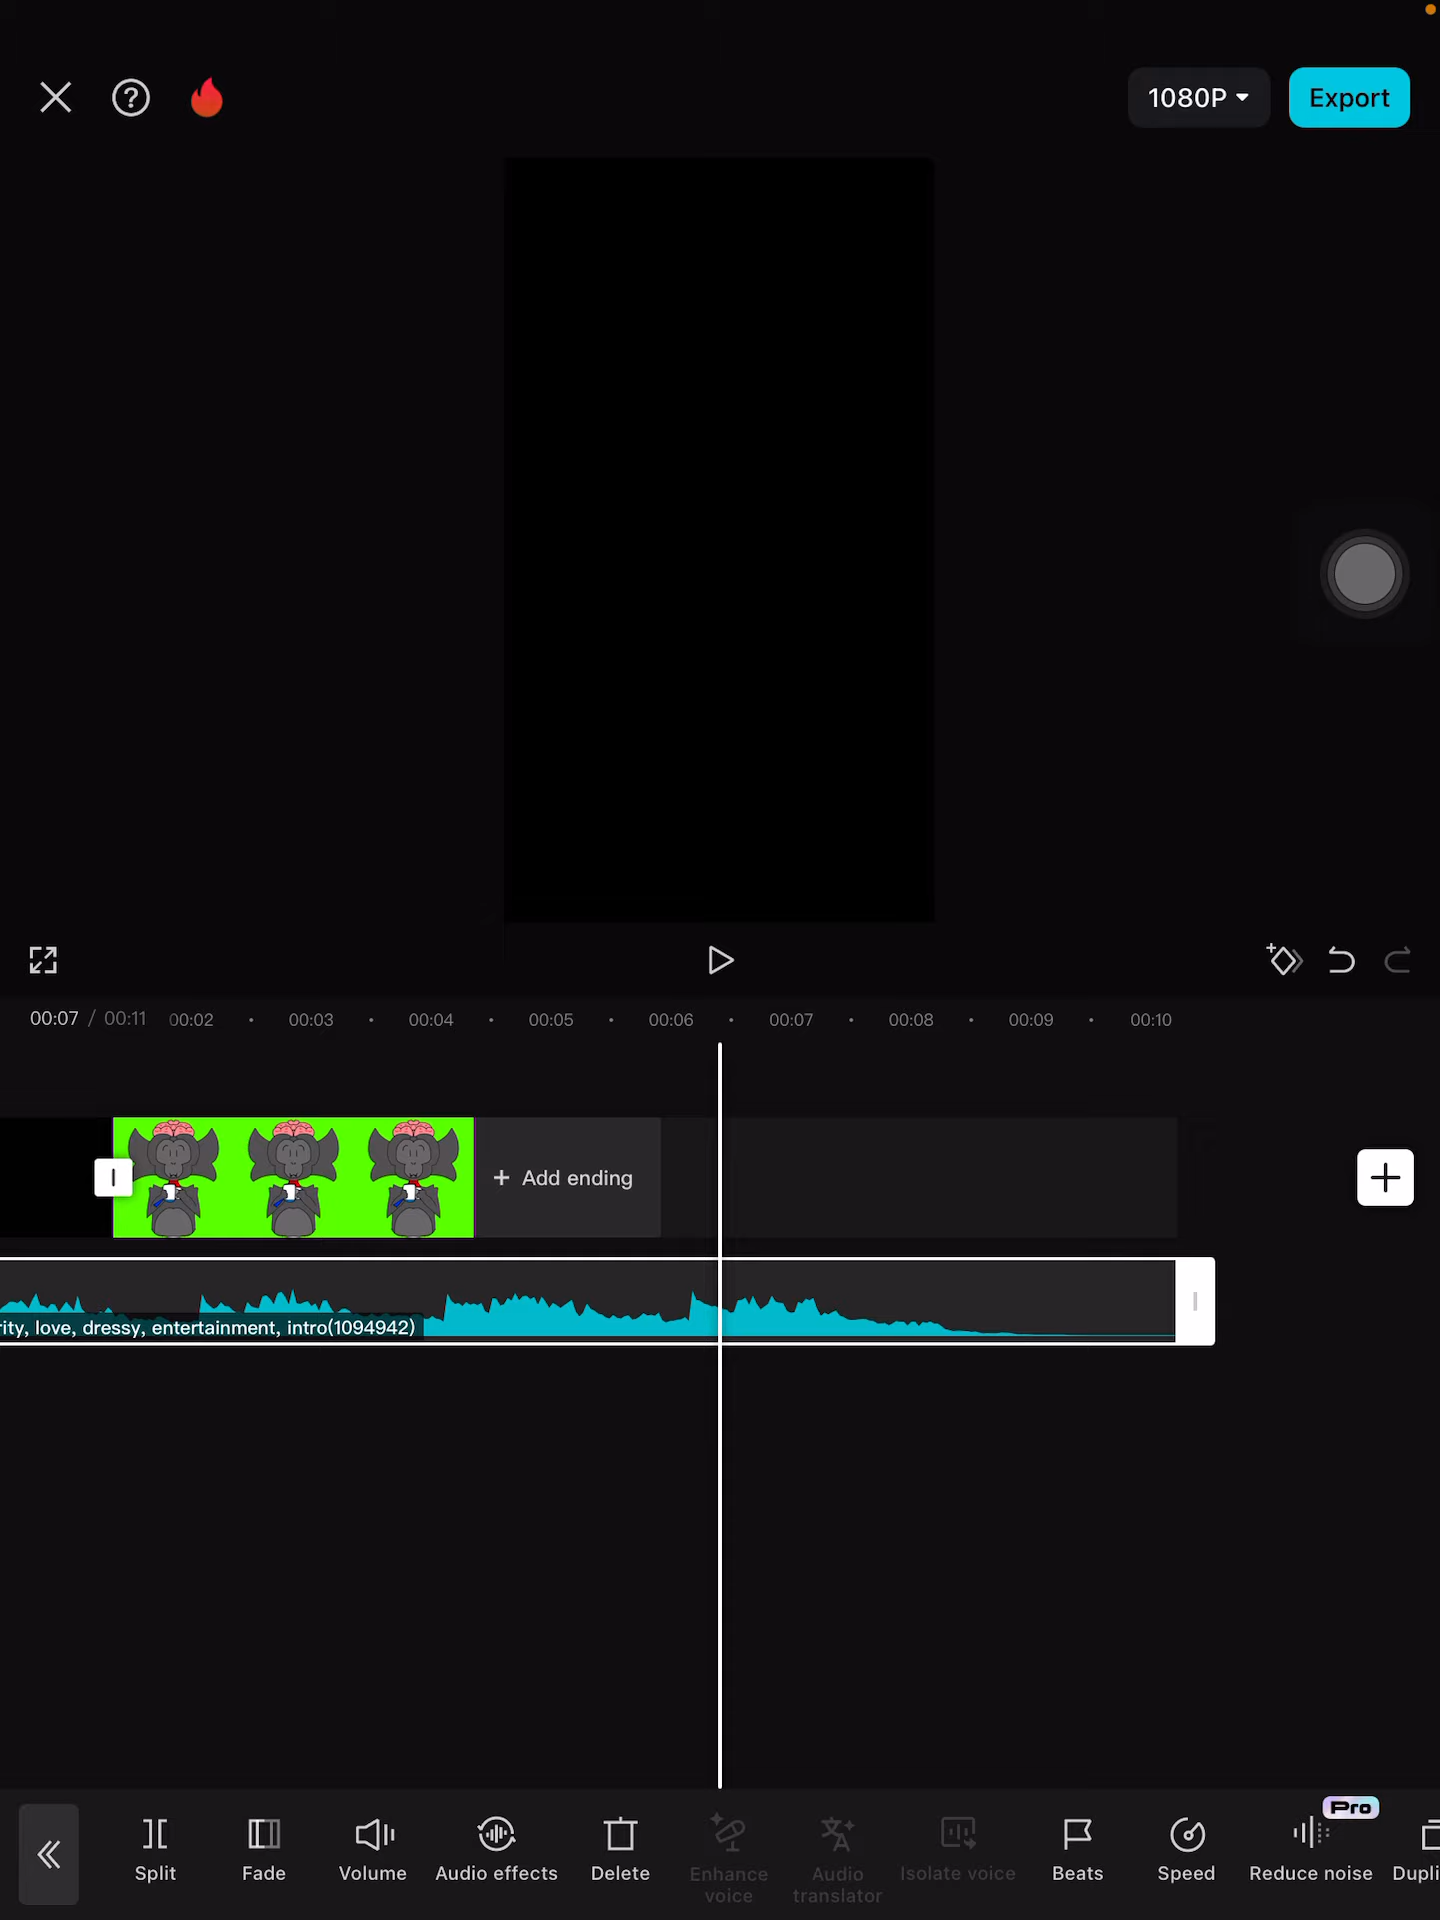 1080P
Export
00:07 / 00:11 00:02 00:03 00:04 00:05 00:06 00:07 00:08 00:09 00:10
+ Add ending
rity, love, dressy, entertainment, intro(1094942)
Pro
Split Fade Volume Audio effects Delete Enhance voice Audio translator Isolate voice Beats Speed Reduce noise Dupli